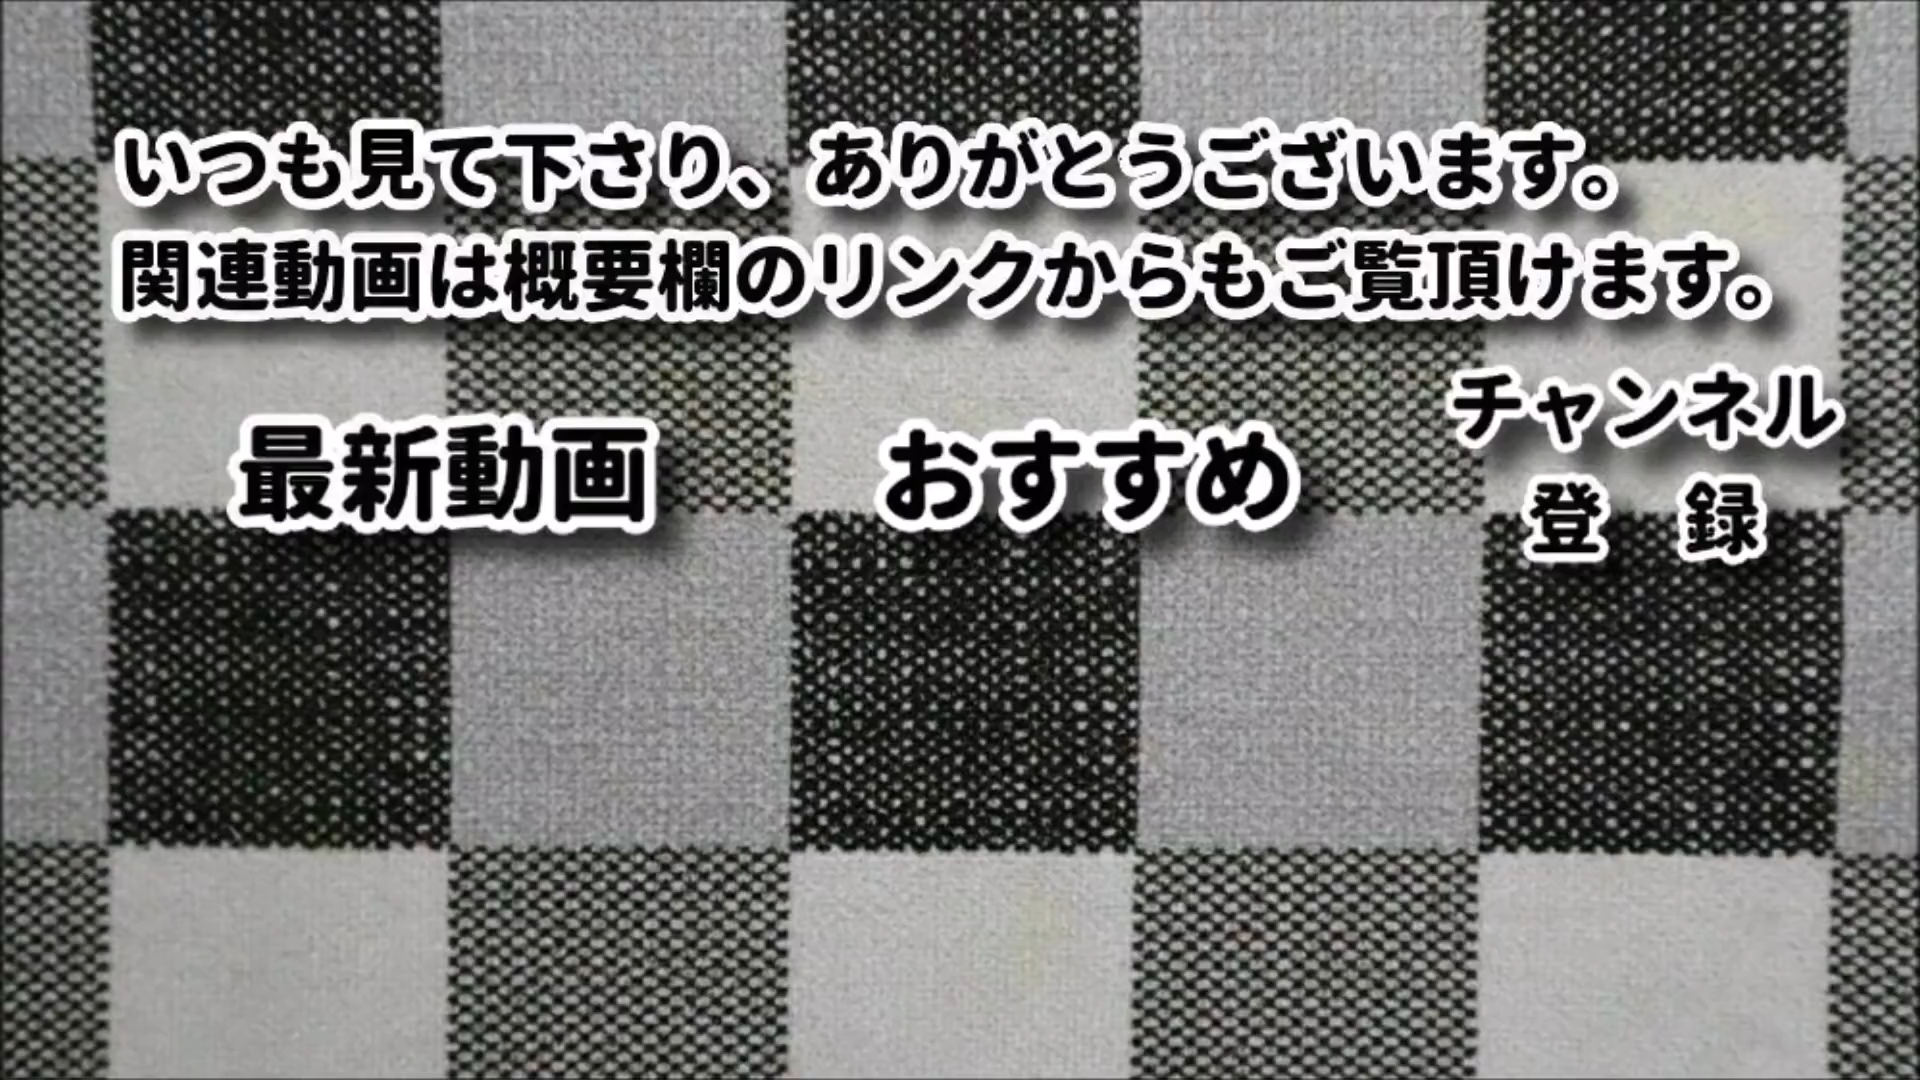 いつも見て下さり、ありがとうございます。
関連動画は概要欄のリンクからもご覧頂けます。
最新動画
おすすめ
チャンネル
登　録